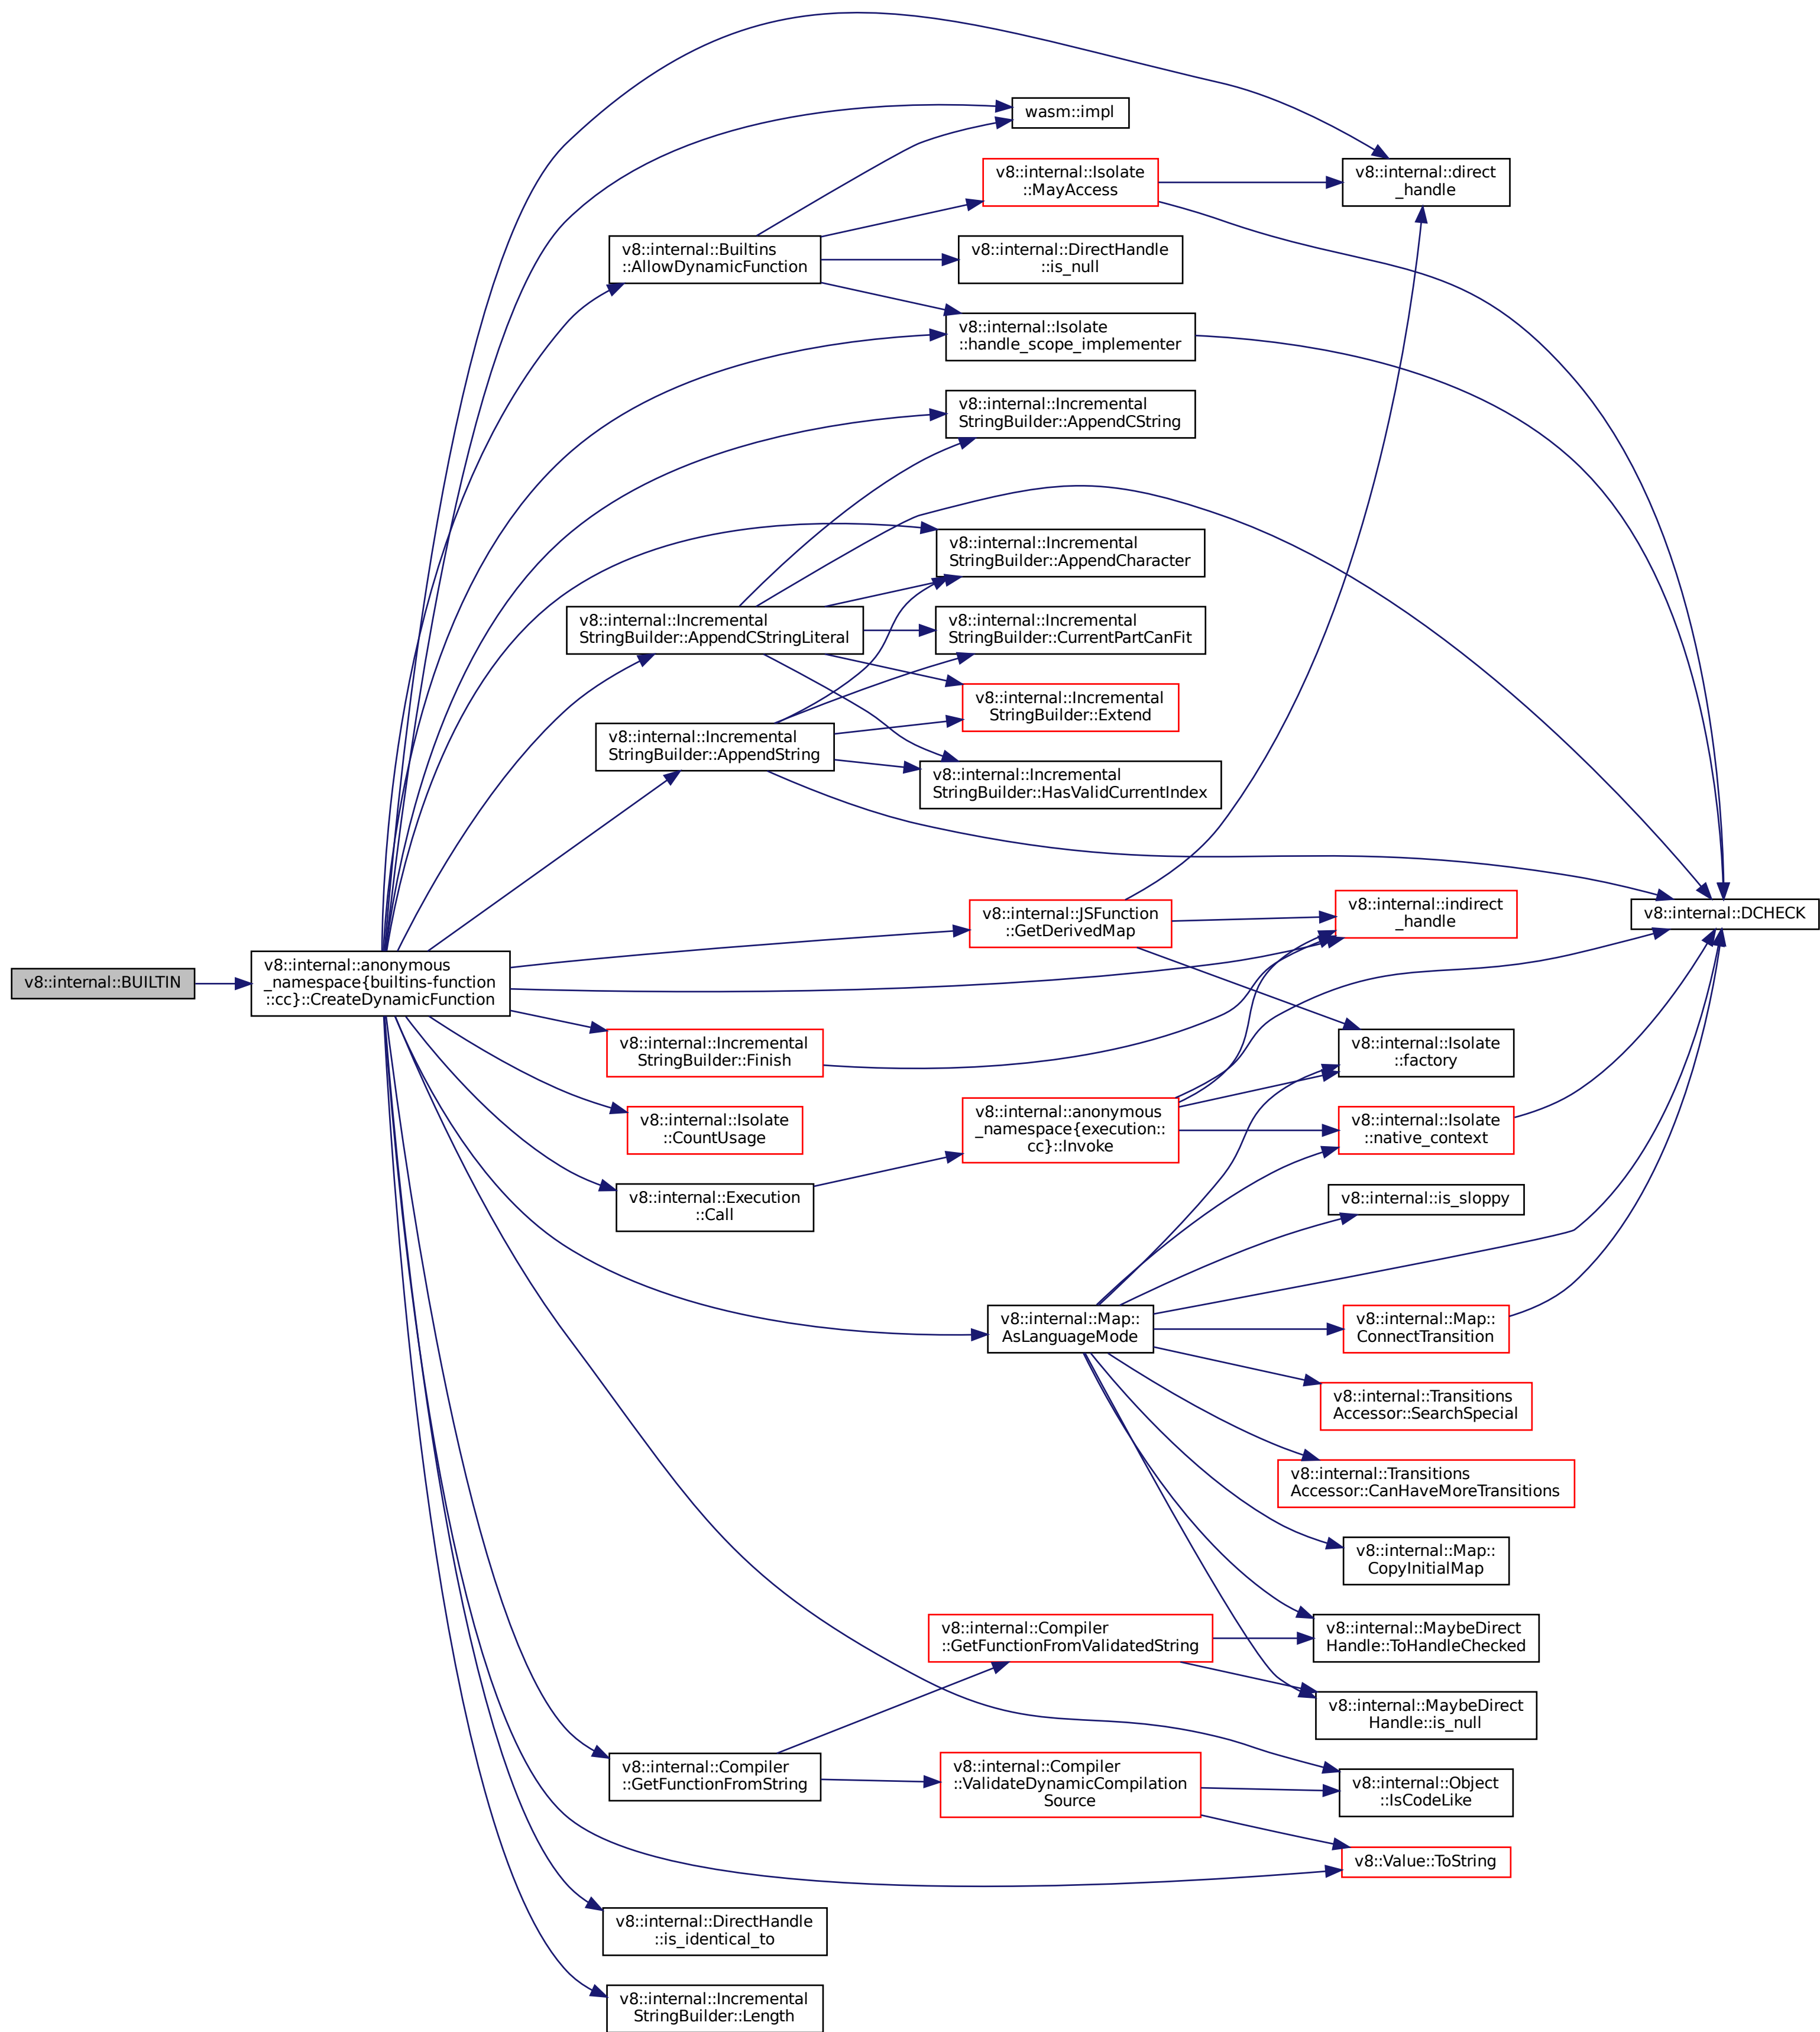 wasm::impl
v8::internal::Isolate
::MayAccess
v8::internal::direct
_handle
v8::internal::Builtins
::AllowDynamicFunction
v8::internal::DirectHandle
::is_null
v8::internal::Isolate
::handle_scope_implementer
v8::internal::Incremental
StringBuilder::AppendCString
v8::internal::Incremental
StringBuilder::AppendCharacter
v8::internal::Incremental
StringBuilder::AppendCStringLiteral
v8::internal::Incremental
StringBuilder::CurrentPartCanFit
v8::internal::Incremental
StringBuilder::Extend
v8::internal::Incremental
StringBuilder::AppendString
v8::internal::Incremental
StringBuilder::HasValidCurrentIndex
v8::internal::JSFunction
::GetDerivedMap
v8::internal::indirect
_handle
v8::internal::DCHECK
v8::internal::BUILTIN
v8::internal::anonymous
_namespace{builtins-function
::cc}::CreateDynamicFunction
v8::internal::Incremental
StringBuilder::Finish
v8::internal::Isolate
::factory
v8::internal::Isolate
::CountUsage
v8::internal::anonymous
_namespace{execution::
cc}::Invoke
v8::internal::Isolate
::native_context
v8::internal::Execution
::Call
v8::internal::is_sloppy
v8::internal::Map::
AsLanguageMode
v8::internal::Map::
ConnectTransition
v8::internal::Transitions
Accessor::SearchSpecial
v8::internal::Transitions
Accessor::CanHaveMoreTransitions
v8::internal::Map::
CopyInitialMap
v8::internal::Compiler
::GetFunctionFromValidatedString
v8::internal::MaybeDirect
Handle::ToHandleChecked
v8::internal::MaybeDirect
Handle::is_null
v8::internal::Compiler
::GetFunctionFromString
v8::internal::Compiler
::ValidateDynamicCompilation
Source
v8::internal::Object
::IsCodeLike
v8::Value::ToString
v8::internal::DirectHandle
::is_identical_to
v8::internal::Incremental
StringBuilder::Length